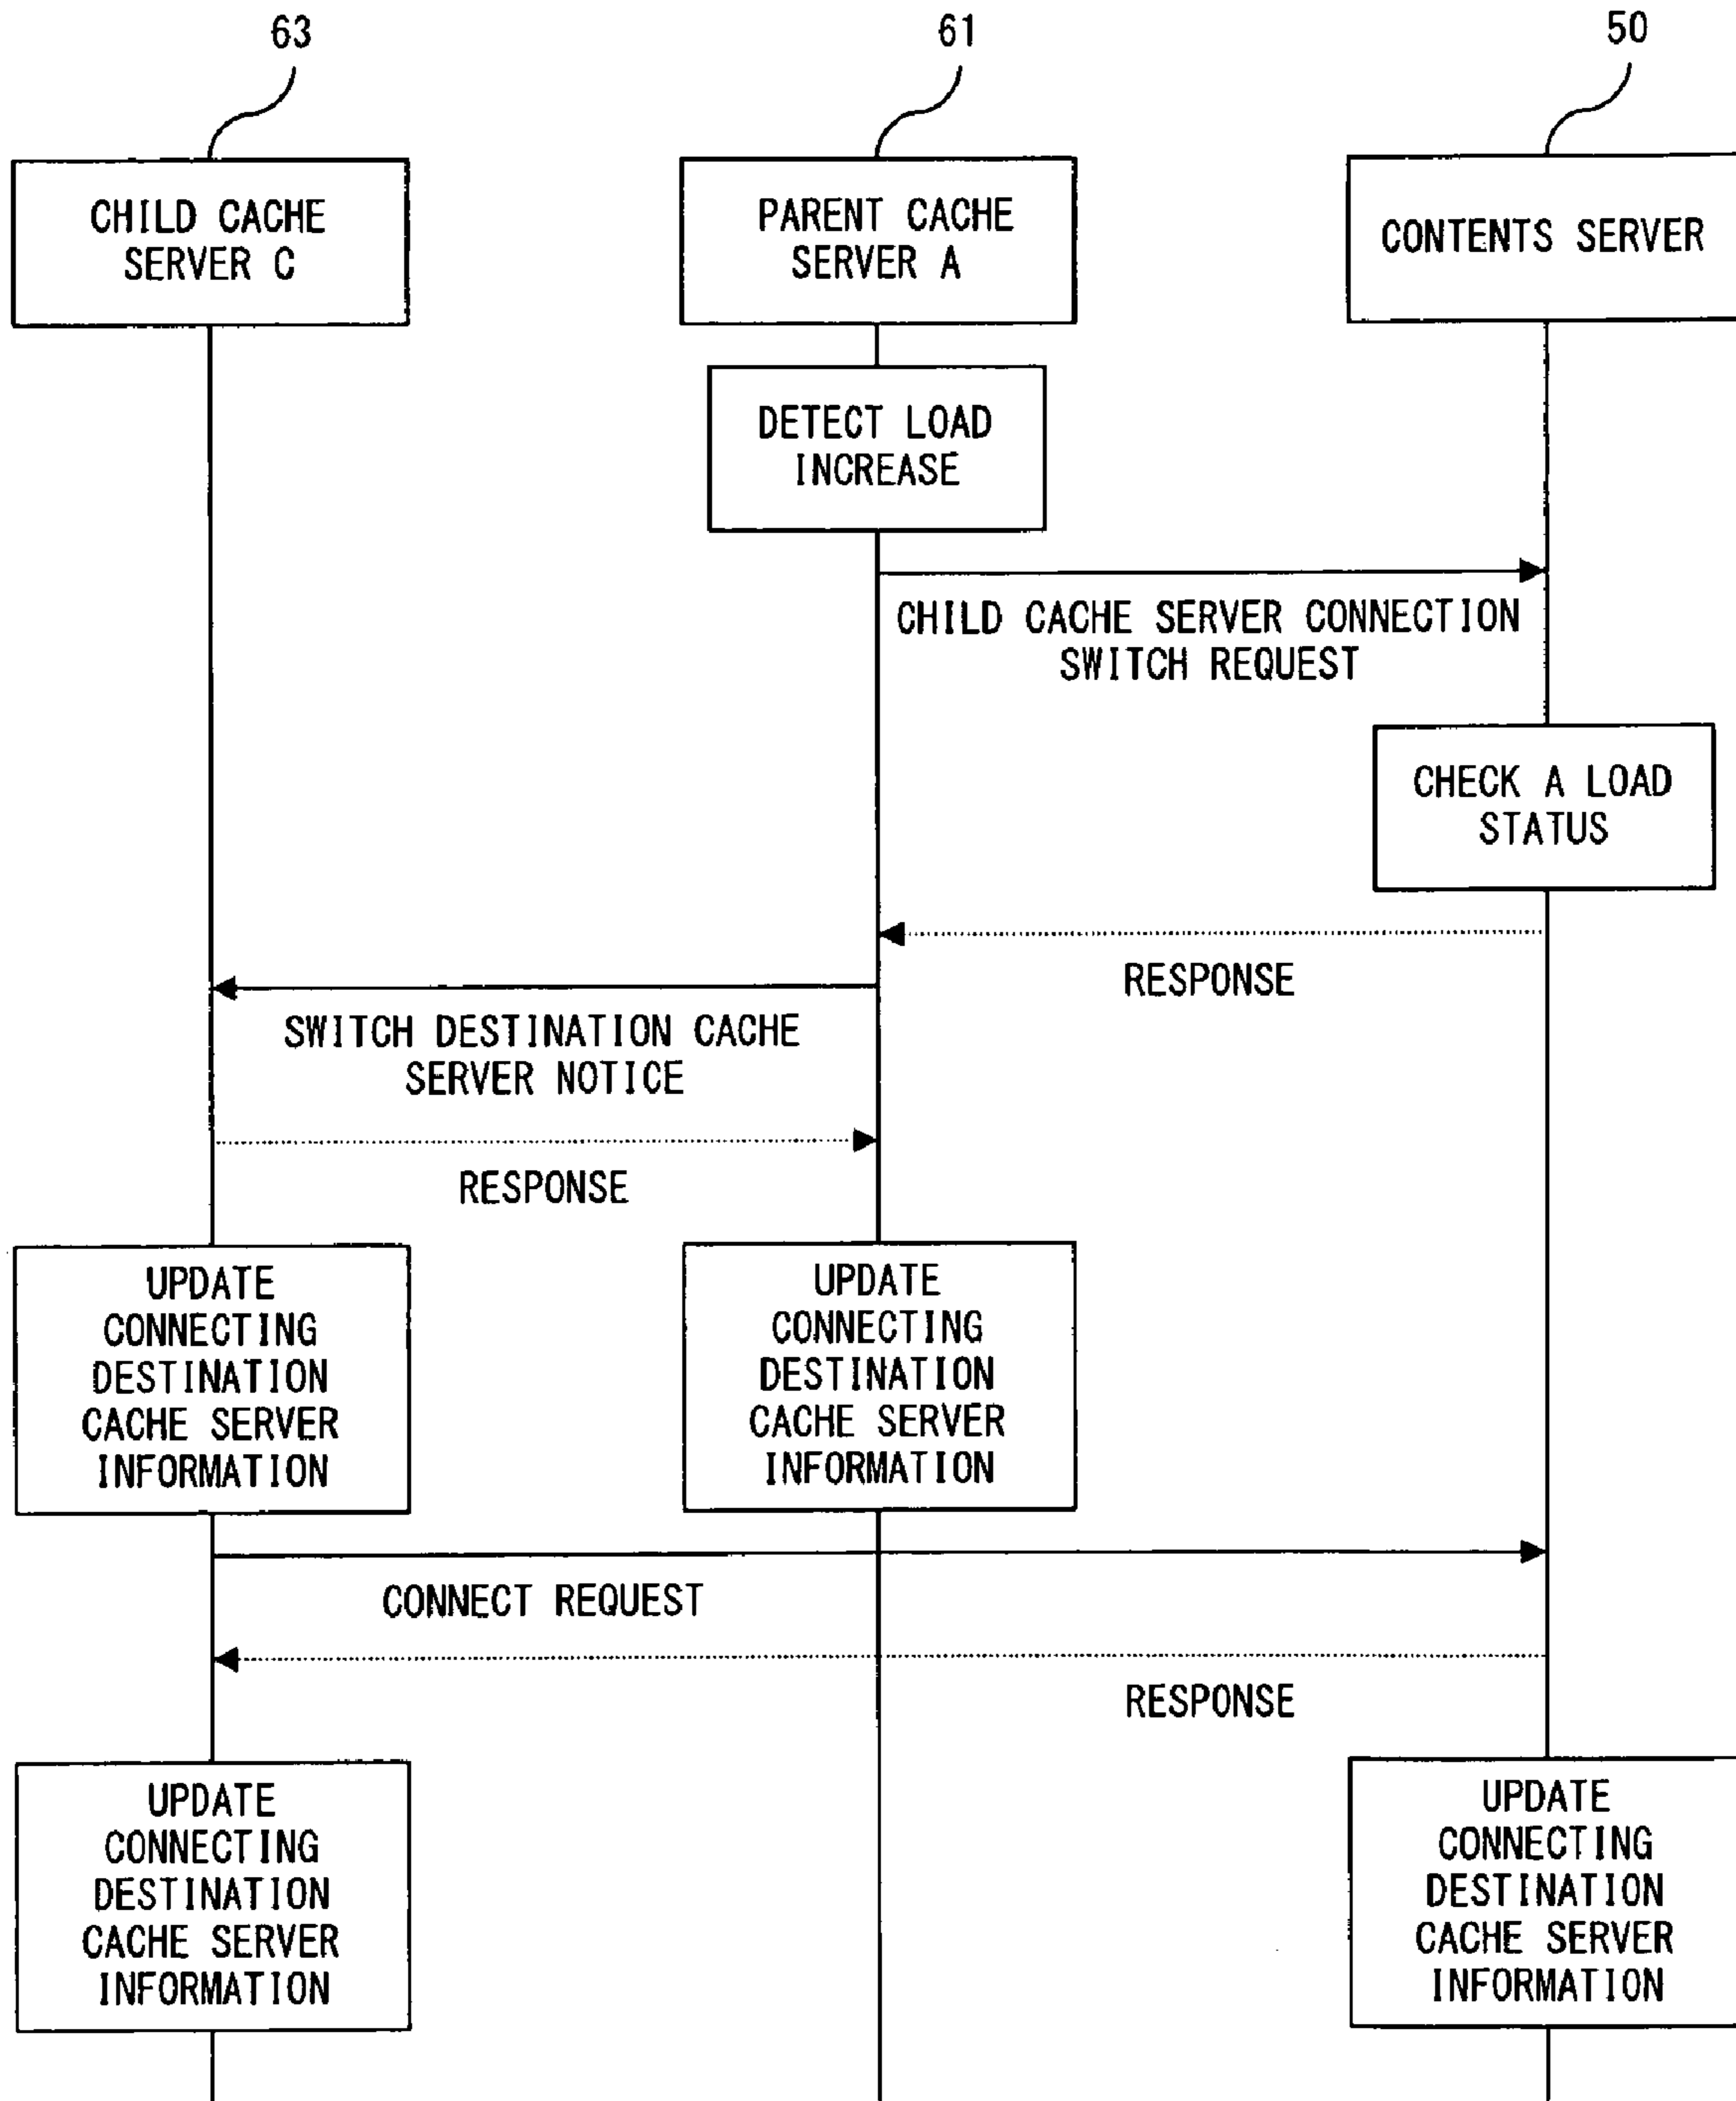 63
61
50
CHILD CACHE
SERVER C
PARENT CACHE
SERVER A
CONTENTS SERVER
DETECT LOAD
INCREASE
CHILD CACHE SERVER CONNECTION
SWITCH REQUEST
CHECK A LOAD
STATUS
RESPONSE
SWITCH DESTINATION CACHE
SERVER NOTICE
RESPONSE
UPDATE
CONNECTING
DESTINATION
CACHE SERVER
INFORMATION
UPDATE
CONNECTING
DESTINATION
CACHE SERVER
INFORMATION
CONNECT REQUEST
RESPONSE
UPDATE
CONNECTING
DESTINATION
CACHE SERVER
INFORMATION
UPDATE
CONNECTING
DESTINATION
CACHE SERVER
INFORMATION